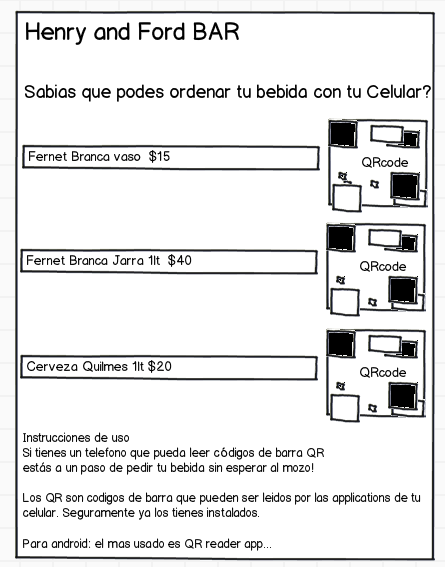 Henry and Ford BAR
Sabias que podes ordenar tu bebida con tu Celular?
Fernet Branca vaso $15
QRcode
Fernet Branca Jarra 1lt $40
QRcode
Cerveza Quilmes 1lt $20
QRcode
Instrucciones de uso
Si tienes un telefono que pueda leer códigos de barra QR
estás a un paso de pedir tu bebida sin esperar al mozo!
Los QR son codigos de barra que pueden ser leidos por las applications de tu
celular. Seguramente ya los tienes instalados.
Para android: el mas usado es QR reader app...